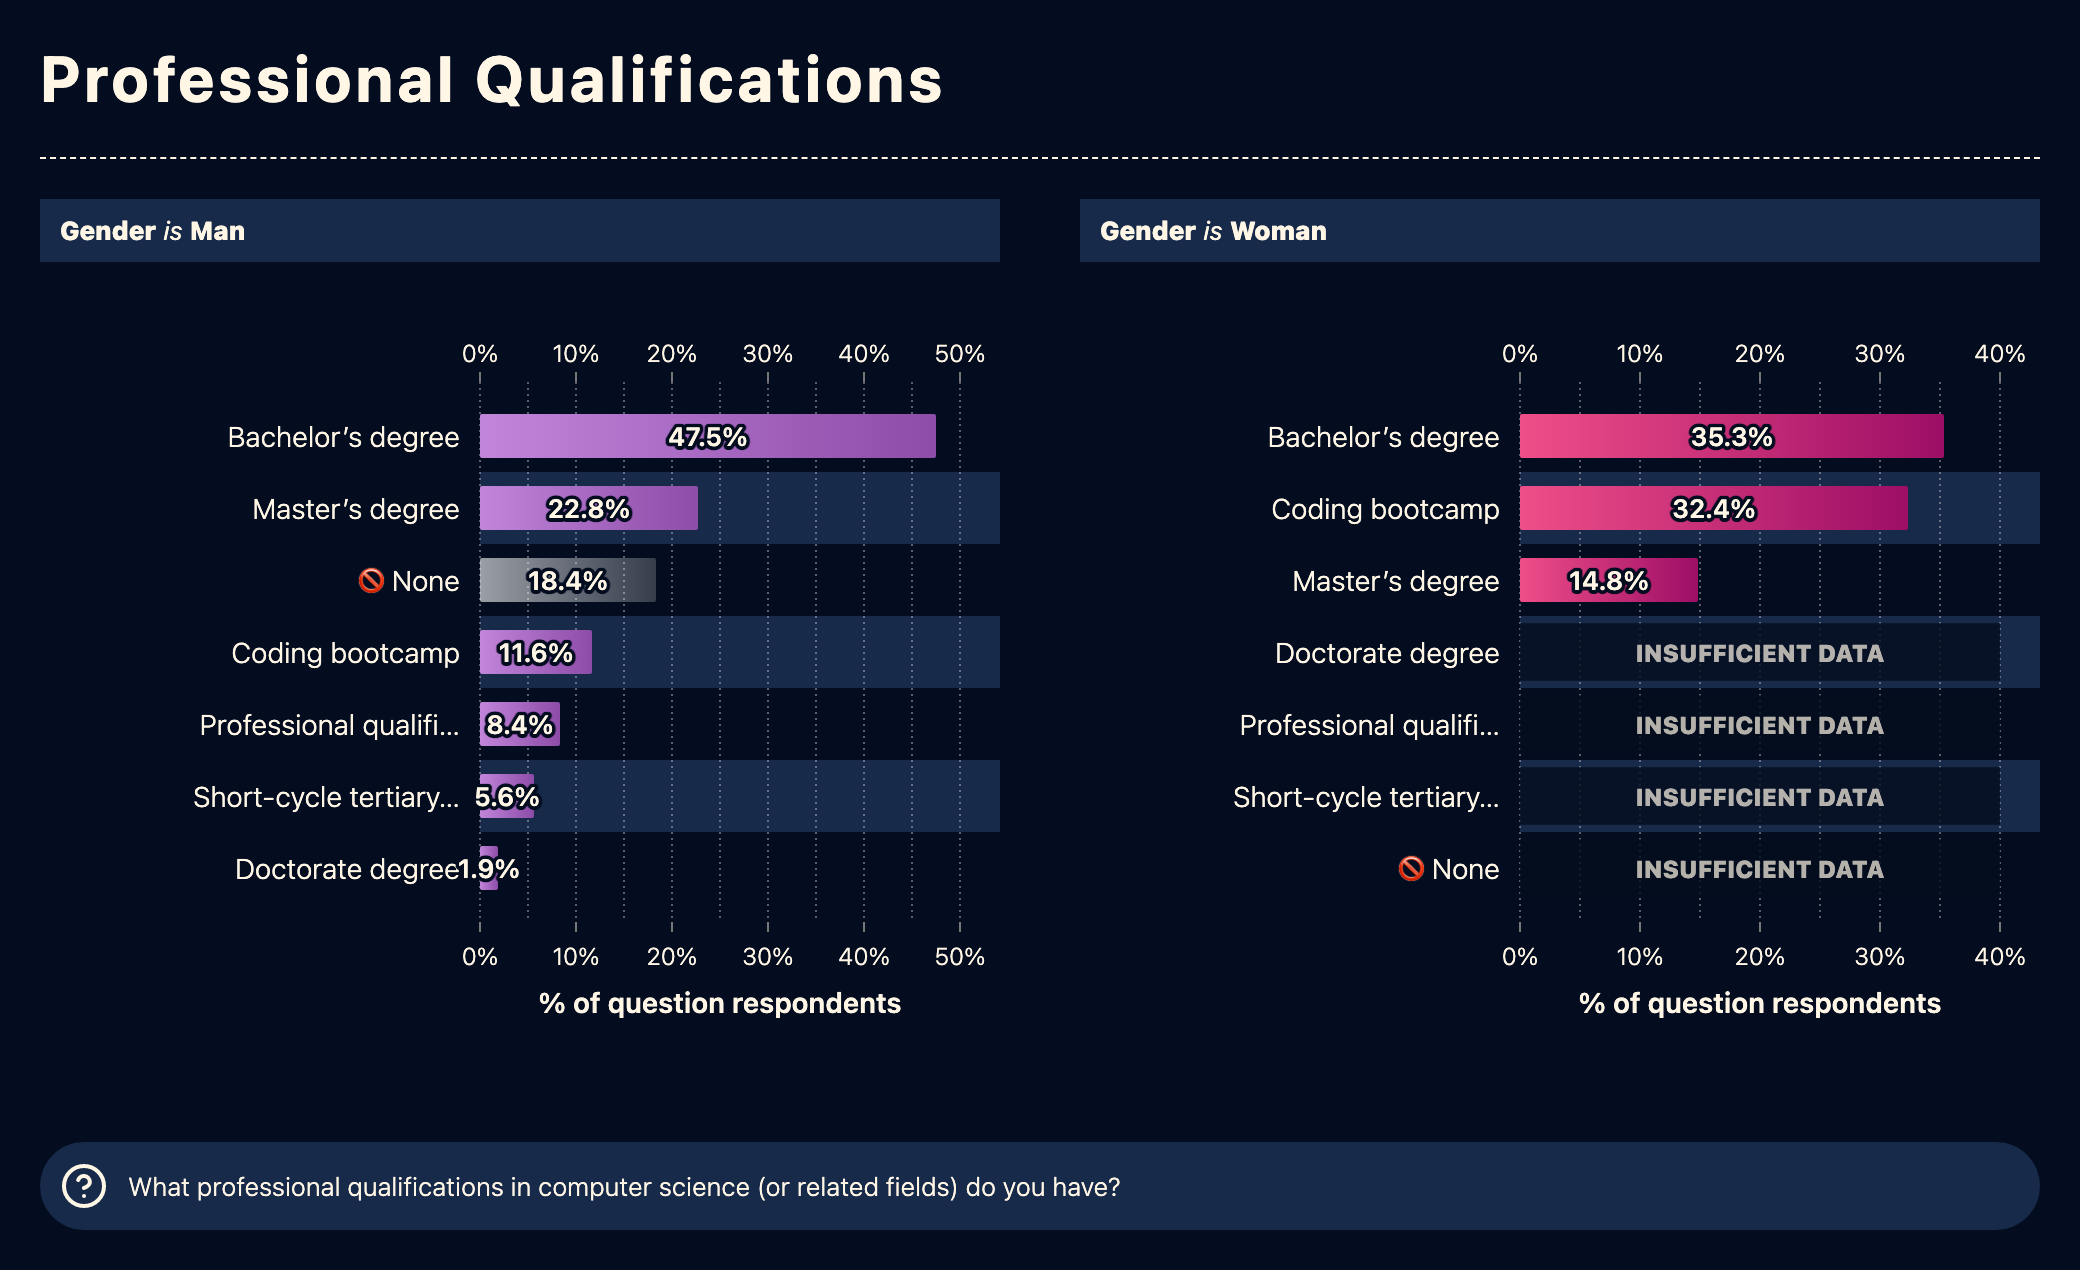 Professional Qualifications
Gender is Man
0% 10% 20% 30% 40% 50%
Bachelor’s degree 47.5%
Master’s degree 22.8%
🚫 None 18.4%
Coding bootcamp 11.6%
Professional qualifi... 8.4%
Short-cycle tertiary... 5.6%
Doctorate degree 1.9%
0% 10% 20% 30% 40% 50%
% of question respondents
Gender is Woman
0% 10% 20% 30% 40%
Bachelor’s degree 35.3%
Coding bootcamp 32.4%
Master’s degree 14.8%
Doctorate degree INSUFFICIENT DATA
Professional qualifi... INSUFFICIENT DATA
Short-cycle tertiary... INSUFFICIENT DATA
🚫 None INSUFFICIENT DATA
0% 10% 20% 30% 40%
% of question respondents
? What professional qualifications in computer science (or related fields) do you have?